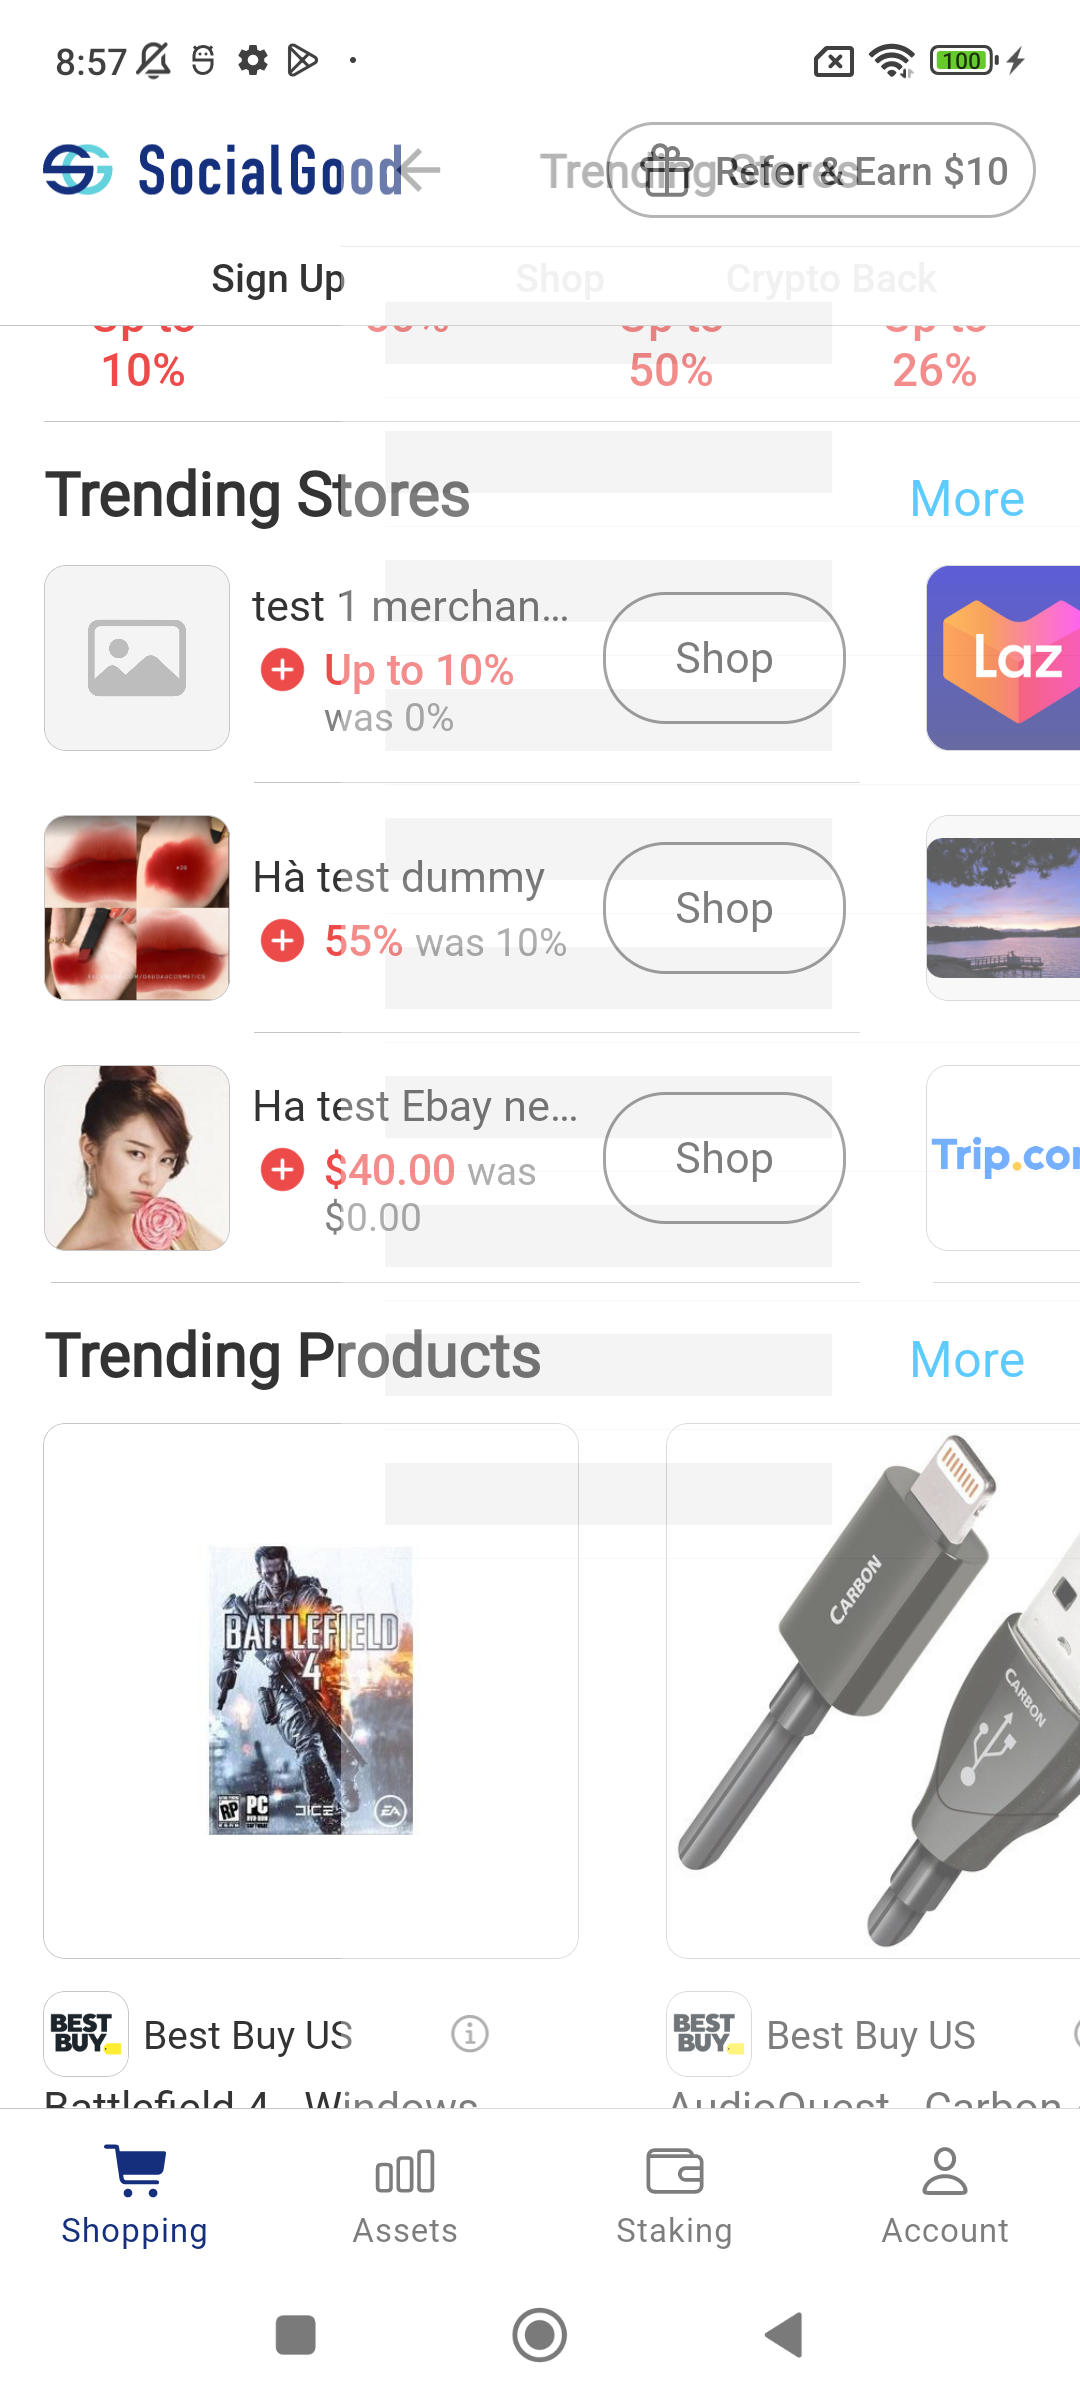 8:57
100
SocialGood
Trending Stores
Refer & Earn $10
Sign Up
Shop
Crypto Back
Up to
10%
Up to
50%
Up to
26%
Trending Stores
More
test 1 merchan...
Up to 10%
was 0%
Shop
Laz
Hà test dummy
55% was 10%
Shop
Ha test Ebay ne...
$40.00 was
$0.00
Shop
Trip.com
Trending Products
More
BATTLEFIELD
4
RP
PC
DICE
EA
CARBON
CARBON
BEST
BUY
Best Buy US
BEST
BUY
Best Buy US
Battlefield 4 - Windows
AudioQuest - Carbon
Shopping
Assets
Staking
Account